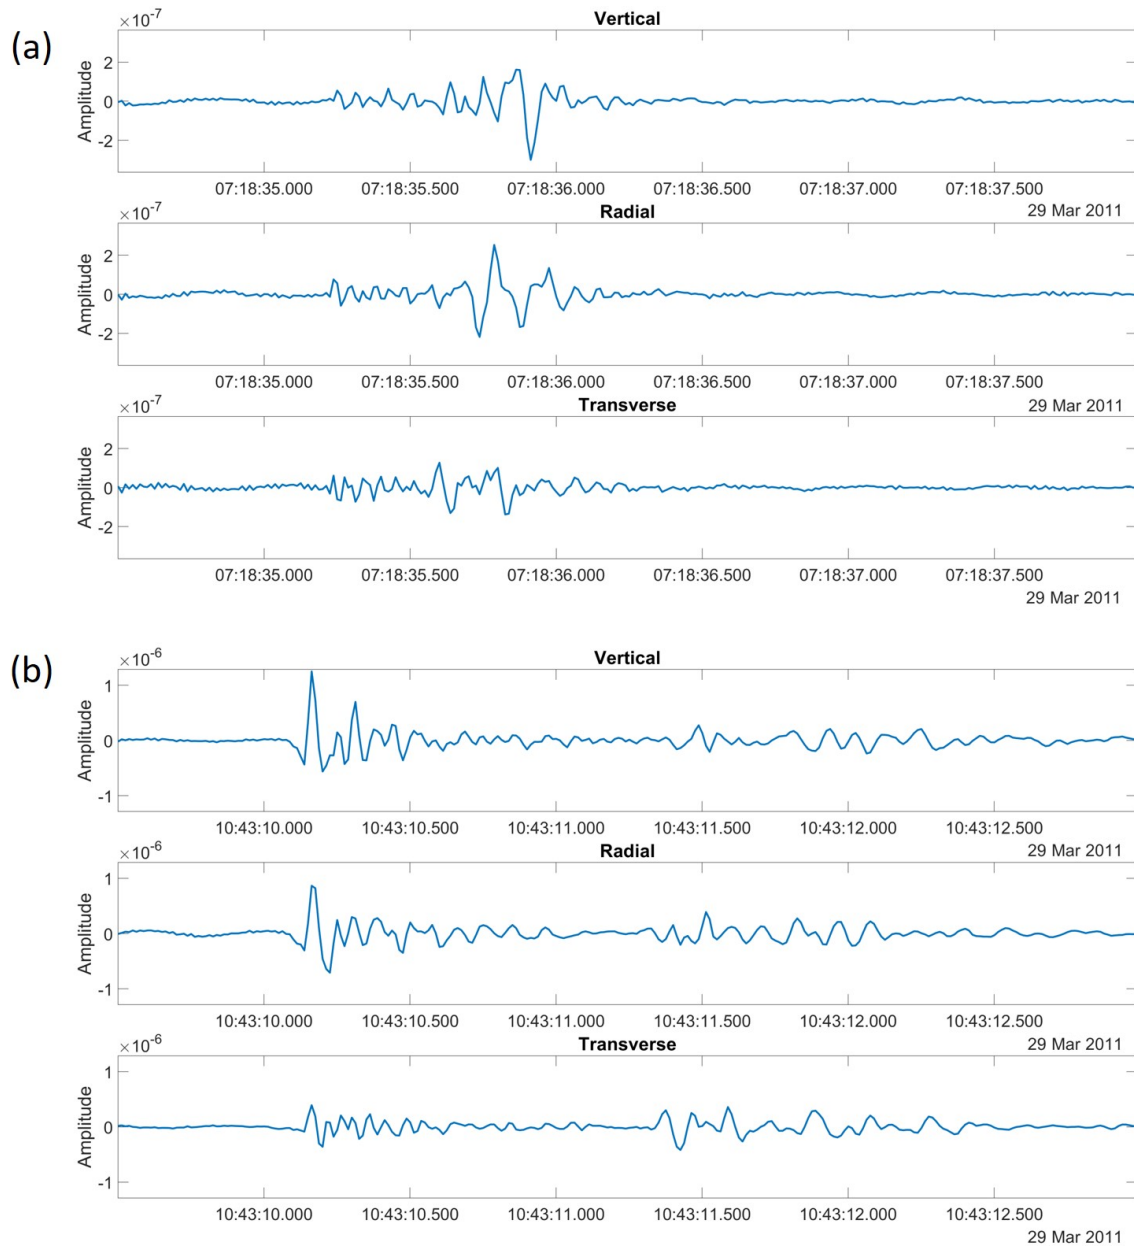 (a)
×10⁻⁷ Vertical
Amplitude
2
0
-2
07:18:35.000 07:18:35.500 07:18:36.000 07:18:36.500 07:18:37.000 07:18:37.500
29 Mar 2011
×10⁻⁷ Radial
Amplitude
2
0
-2
07:18:35.000 07:18:35.500 07:18:36.000 07:18:36.500 07:18:37.000 07:18:37.500
29 Mar 2011
×10⁻⁷ Transverse
Amplitude
2
0
-2
07:18:35.000 07:18:35.500 07:18:36.000 07:18:36.500 07:18:37.000 07:18:37.500
29 Mar 2011
(b)
×10⁻⁶ Vertical
Amplitude
1
0
-1
10:43:10.000 10:43:10.500 10:43:11.000 10:43:11.500 10:43:12.000 10:43:12.500
29 Mar 2011
×10⁻⁶ Radial
Amplitude
1
0
-1
10:43:10.000 10:43:10.500 10:43:11.000 10:43:11.500 10:43:12.000 10:43:12.500
29 Mar 2011
×10⁻⁶ Transverse
Amplitude
1
0
-1
10:43:10.000 10:43:10.500 10:43:11.000 10:43:11.500 10:43:12.000 10:43:12.500
29 Mar 2011